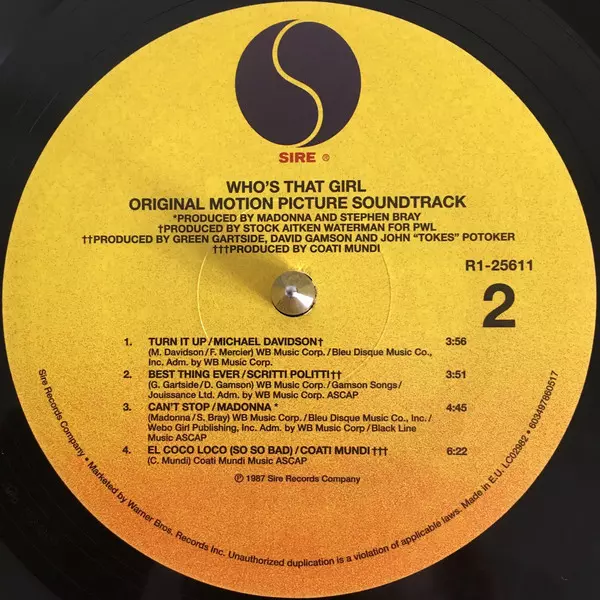 SIRE ®
WHO'S THAT GIRL
ORIGINAL MOTION PICTURE SOUNDTRACK
*PRODUCED BY MADONNA AND STEPHEN BRAY
†PRODUCED BY STOCK AITKEN WATERMAN FOR PWL
††PRODUCED BY GREEN GARTSIDE, DAVID GAMSON AND JOHN "TOKES" POTOKER
†††PRODUCED BY COATI MUNDI
R1-25611
2
1. TURN IT UP/MICHAEL DAVIDSON† 3:56
(M. Davidson/F. Mercier) WB Music Corp./Bleu Disque Music Co.,
Inc. Adm. by WB Music Corp.
2. BEST THING EVER/SCRITTI POLITTI†† 3:51
(G. Gartside/D. Gamson) WB Music Corp./Gamson Songs/
Jouissance Ltd. Adm. by WB Music Corp. ASCAP
3. CAN'T STOP/MADONNA * 4:45
(Madonna/S. Bray) WB Music Corp./Bleu Disque Music Co., Inc./
Webo Girl Publishing, Inc. Adm. by WB Music Corp/Black Line
Music ASCAP
4. EL COCO LOCO (SO SO BAD)/COATI MUNDI††† 6:22
(C. Mundi) Coati Mundi Music ASCAP
℗ 1987 Sire Records Company
Sire Records Company • Marketed by Warner Bros. Records Inc. Unauthorized duplication is a violation of applicable laws. Made in E.U. LC02982 • 603497860517